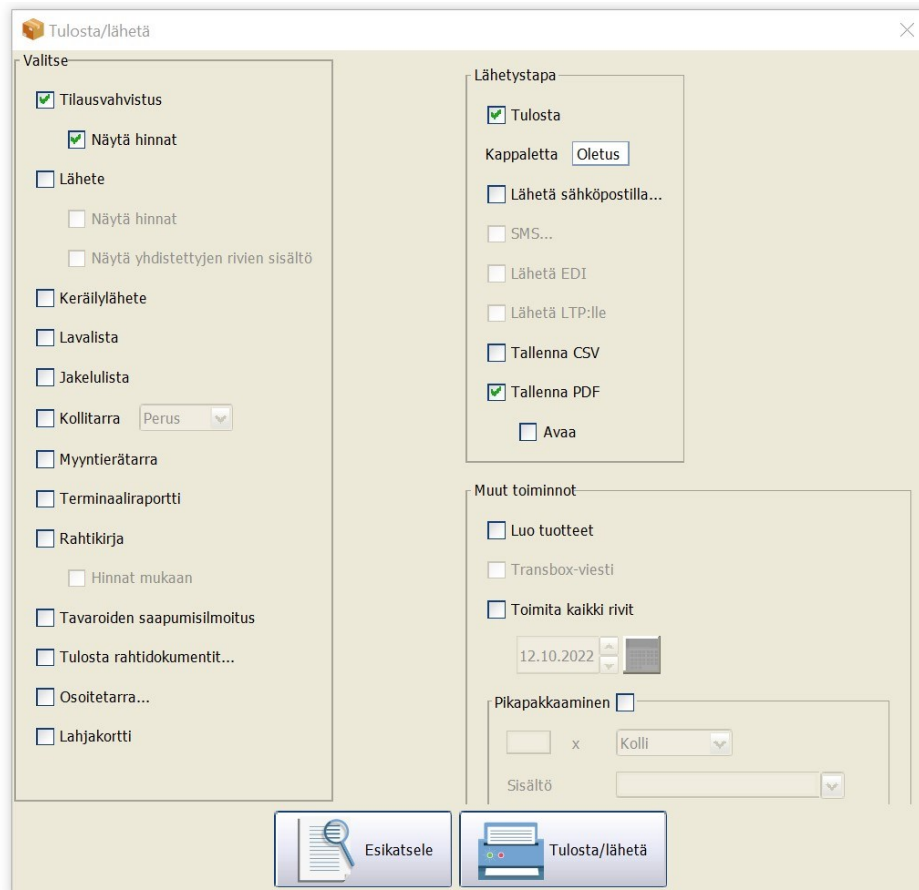 Tulosta/lähetä
Valitse
Tilausvahvistus
Näytä hinnat
Lähete
Näytä hinnat
Näytä yhdistettyjen rivien sisältö
Keräilylähete
Lavalista
Jakelulista
Kollitarra Perus
Myyntierätarra
Terminaaliraportti
Rahtikirja
Hinnat mukaan
Tavaroiden saapumisilmoitus
Tulosta rahtidokumentit...
Osoitetarra...
Lahjakortti
Lähetystapa
Tulosta
Kappaletta Oletus
Lähetä sähköpostilla...
SMS...
Lähetä EDI
Lähetä LTP:lle
Tallenna CSV
Tallenna PDF
Avaa
Muut toiminnot
Luo tuotteet
Transbox-viesti
Toimita kaikki rivit
12.10.2022
Pikapakkaaminen
x Kolli
Sisältö
Esikatsele
Tulosta/lähetä